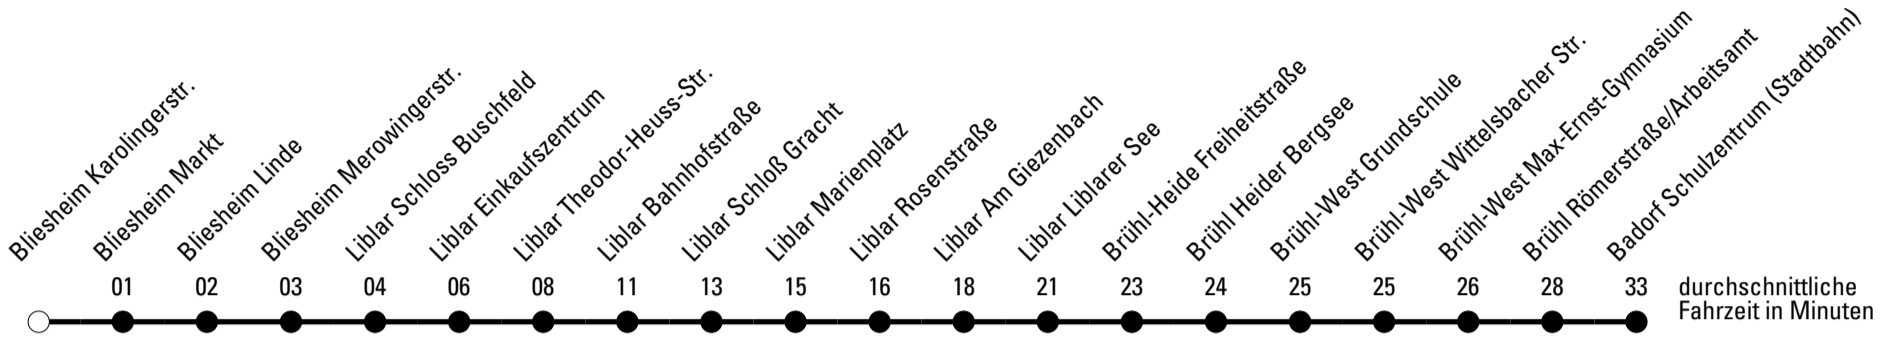 Bliesheim Karolingerstr.
Bliesheim Markt
Bliesheim Linde
Bliesheim Merowingerstr.
Liblar Schloss Buschfeld
Liblar Einkaufszentrum
Liblar Theodor-Heuss-Str.
Liblar Bahnhofstraße
Liblar Schloß Gracht
Liblar Marienplatz
Liblar Rosenstraße
Liblar Am Giezenbach
Liblar Liblarer See
Brühl-Heide Freiheitstraße
Brühl Heider Bergsee
Brühl-West Grundschule
Brühl-West Wittelsbacher Str.
Brühl-West Max-Ernst-Gymnasium
Brühl Römerstraße/Arbeitsamt
Badorf Schulzentrum (Stadtbahn)
01 02 03 04 06 08 11 13 15 16 18 21 23 24 25 25 26 28 33 durchschnittliche
Fahrzeit in Minuten